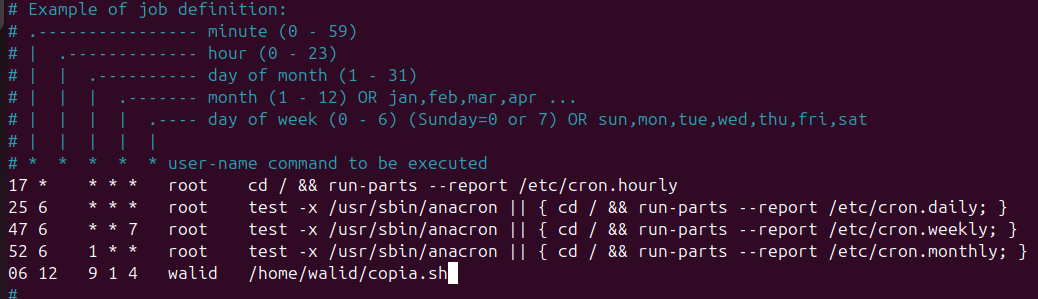 # Example of job definition:
# .---------------- minute (0 - 59)
# |  .------------- hour (0 - 23)
# |  |  .---------- day of month (1 - 31)
# |  |  |  .------- month (1 - 12) OR jan,feb,mar,apr ...
# |  |  |  |  .---- day of week (0 - 6) (Sunday=0 or 7) OR sun,mon,tue,wed,thu,fri,sat
# |  |  |  |  |
# *  *  *  *  * user-name command to be executed
17 *    * * *   root    cd / && run-parts --report /etc/cron.hourly
25 6    * * *   root    test -x /usr/sbin/anacron || { cd / && run-parts --report /etc/cron.daily; }
47 6    * * 7   root    test -x /usr/sbin/anacron || { cd / && run-parts --report /etc/cron.weekly; }
52 6    1 * *   root    test -x /usr/sbin/anacron || { cd / && run-parts --report /etc/cron.monthly; }
06 12   9 1 4   walid   /home/walid/copia.sh
#